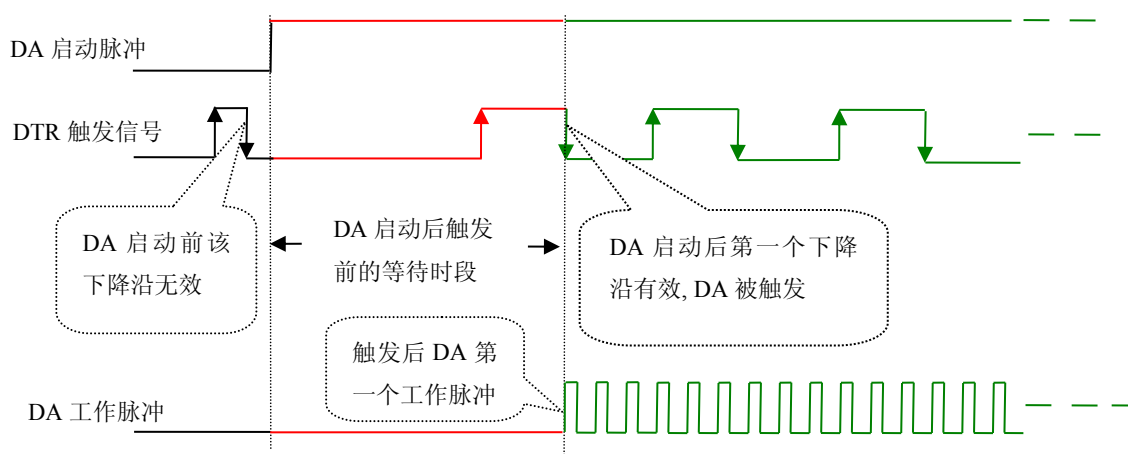 DA 启动脉冲
DTR 触发信号
DA 启动前该
下降沿无效
DA 启动后触发
前的等待时段
DA 启动后第一个下降
沿有效, DA 被触发
触发后 DA 第
一个工作脉冲
DA 工作脉冲